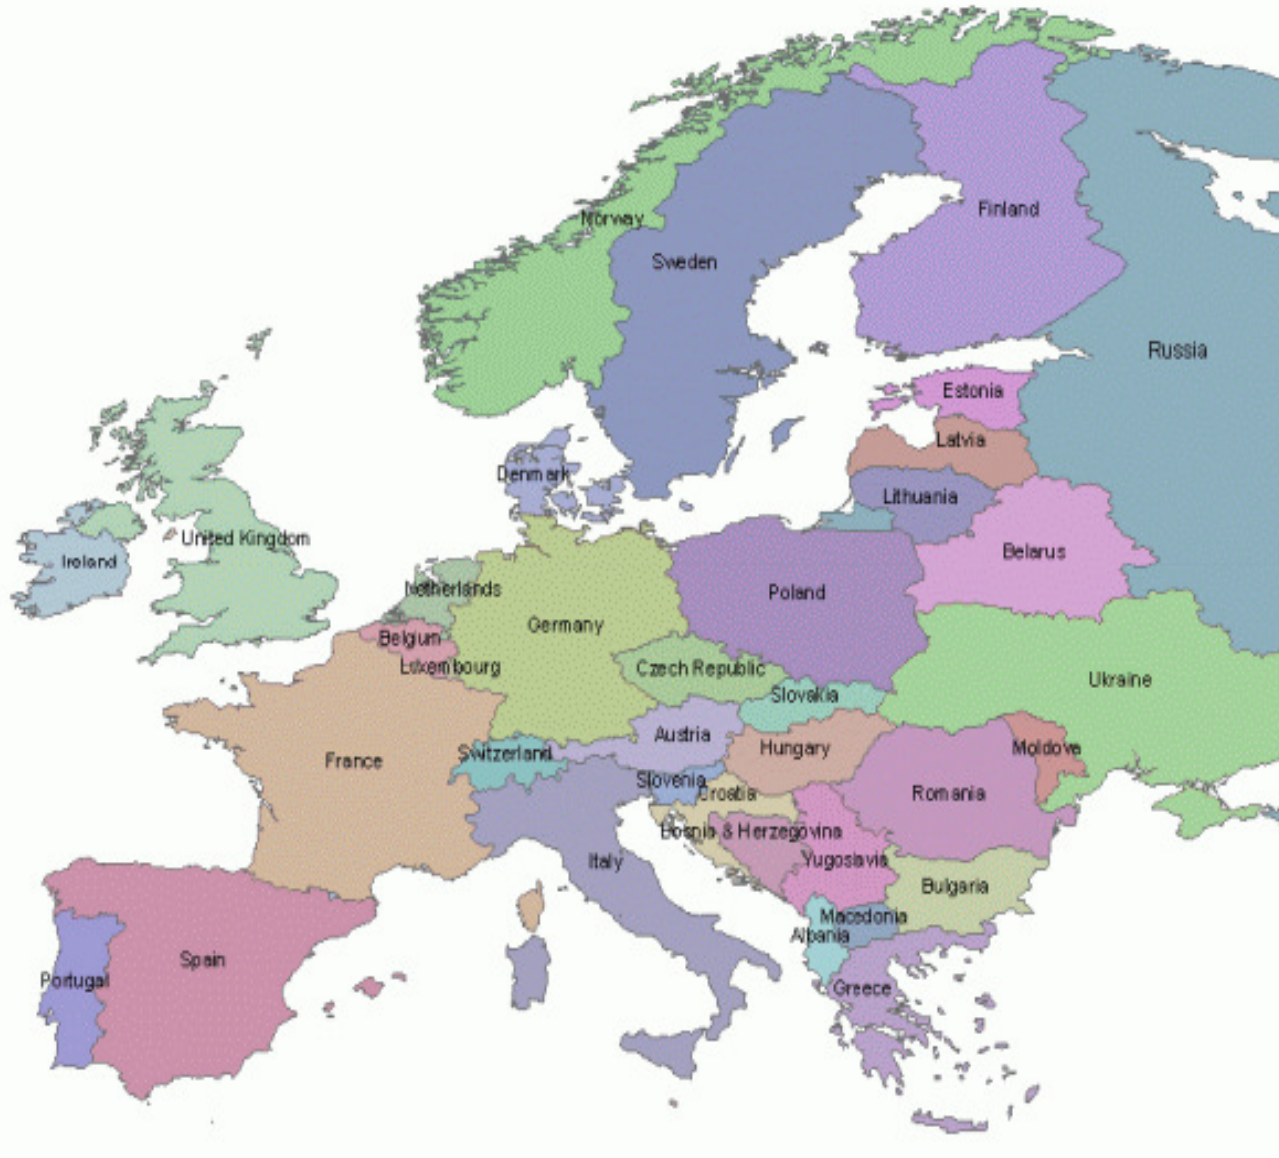 Norway
Finland
Sweden
Russia
Estonia
Latvia
Denmark
Lithuania
United Kingdom
Belarus
Ireland
Netherlands
Poland
Germany
Belgium
Luxembourg
Czech Republic
Ukraine
Slovakia
Austria
Hungary
Moldova
Switzerland
France
Slovenia
Croatia
Romania
Bosnia & Herzegovina
Italy
Yugoslavia
Bulgaria
Macedonia
Albania
Spain
Portugal
Greece